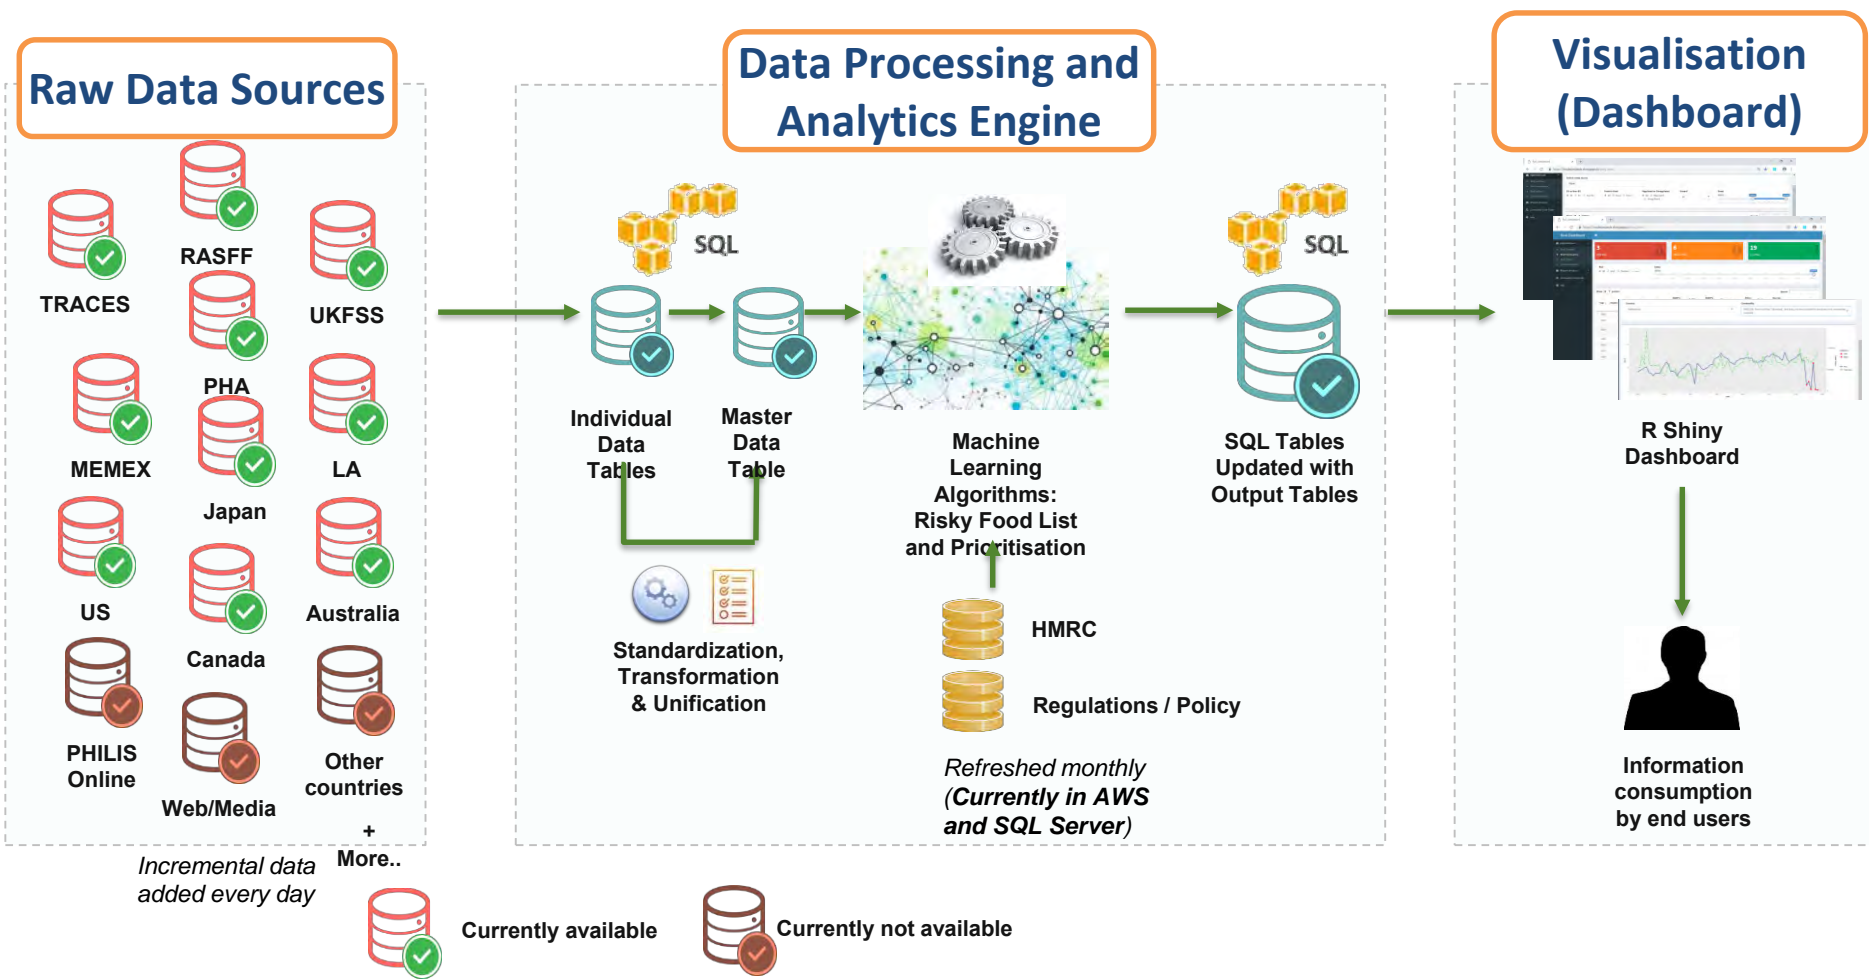 Raw Data Sources
RASFF
TRACES
UKFSS
PHA
MEMEX
LA
Japan
US
Australia
Canada
PHILIS
Online
Web/Media
Other
countries
+
More..
Incremental data
added every day
Data Processing and
Analytics Engine
SQL
Individual
Data
Tables
Master
Data
Table
Standardization,
Transformation
& Unification
Machine
Learning
Algorithms:
Risky Food List
and Prioritisation
HMRC
Regulations / Policy
Refreshed monthly
(Currently in AWS
and SQL Server)
SQL
SQL Tables
Updated with
Output Tables
Visualisation
(Dashboard)
R Shiny
Dashboard
Information
consumption
by end users
Currently available
Currently not available